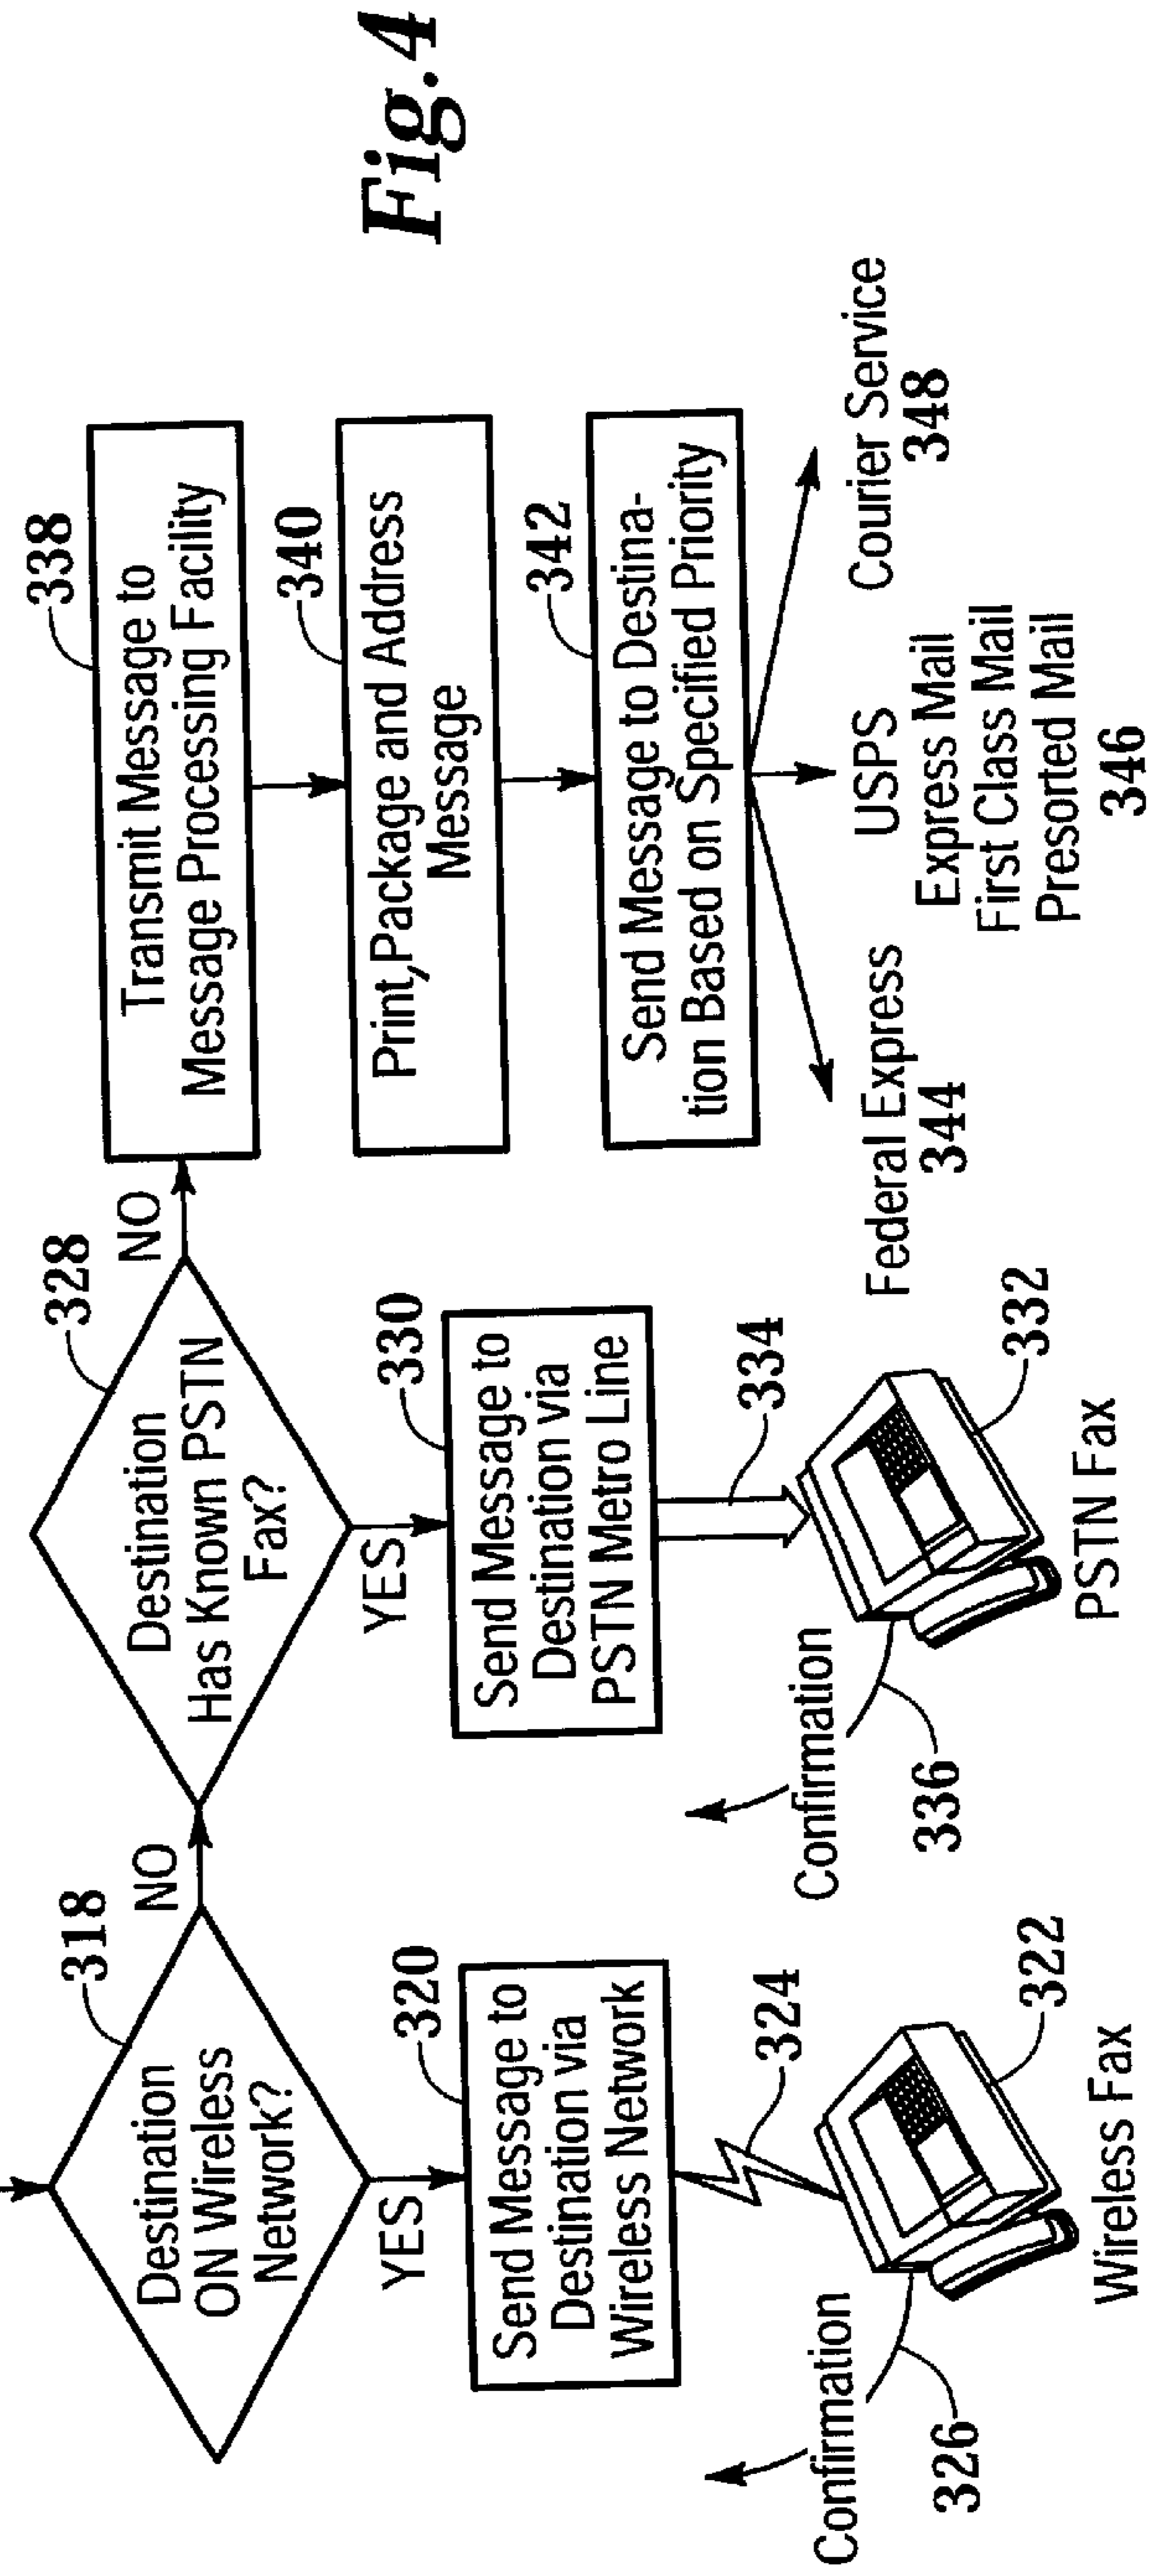 318
Destination
ON Wireless
Network?
NO
YES
320
Send Message to
Destination via
Wireless Network
324
Confirmation
326
322
Wireless Fax
328
Destination
Has Known PSTN
Fax?
NO
YES
330
Send Message to
Destination via
PSTN Metro Line
334
Confirmation
336
332
PSTN Fax
338
Transmit Message to
Message Processing Facility
340
Print, Package and Address
Message
342
Send Message to Destina-
tion Based on Specified Priority
Federal Express
344
USPS
Express Mail
First Class Mail
Presorted Mail
346
Courier Service
348
Fig. 4